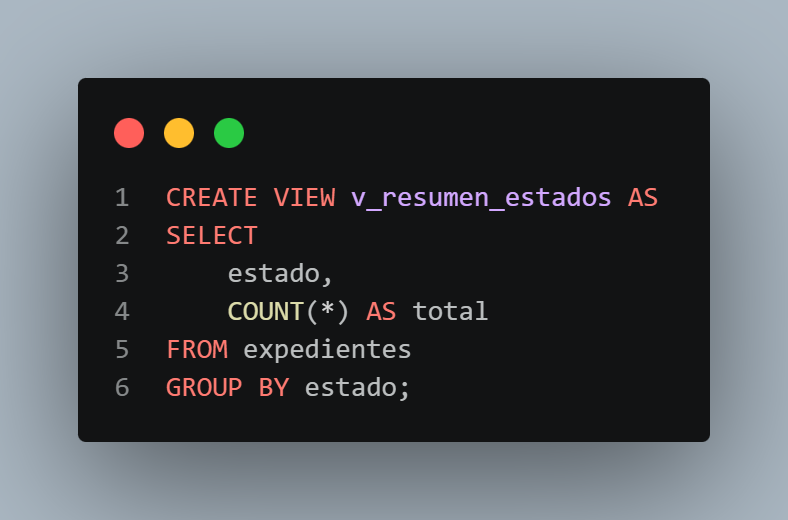 1 CREATE VIEW v_resumen_estados AS
2 SELECT
3     estado,
4     COUNT(*) AS total
5 FROM expedientes
6 GROUP BY estado;